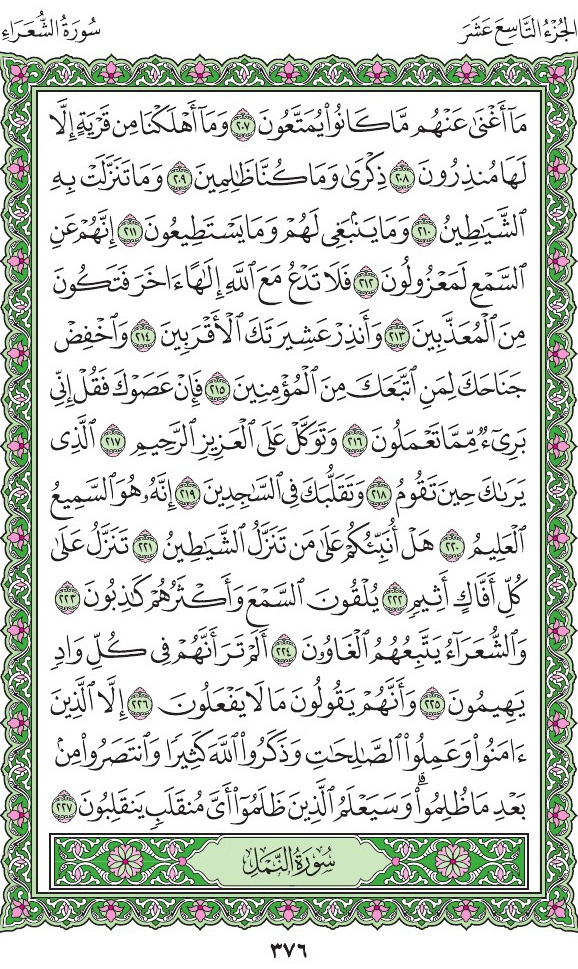 الجُزْءُ التَّاسِعَ عَشَرَ سُورَةُ الشُّعَرَاءِ
مَآ أَغْنَىٰ عَنْهُم مَّا كَانُوا۟ يُمَتَّعُونَ ٢٠٧ وَمَآ أَهْلَكْنَا مِن قَرْيَةٍ إِلَّا
لَهَا مُنذِرُونَ ٢٠٨ ذِكْرَىٰ وَمَا كُنَّا ظَٰلِمِينَ ٢٠٩ وَمَا تَنَزَّلَتْ بِهِ
ٱلشَّيَٰطِينُ ٢١٠ وَمَا يَنۢبَغِى لَهُمْ وَمَا يَسْتَطِيعُونَ ٢١١ إِنَّهُمْ عَنِ
ٱلسَّمْعِ لَمَعْزُولُونَ ٢١٢ فَلَا تَدْعُ مَعَ ٱللَّهِ إِلَٰهًا ءَاخَرَ فَتَكُونَ
مِنَ ٱلْمُعَذَّبِينَ ٢١٣ وَأَنذِرْ عَشِيرَتَكَ ٱلْأَقْرَبِينَ ٢١٤ وَٱخْفِضْ
جَنَاحَكَ لِمَنِ ٱتَّبَعَكَ مِنَ ٱلْمُؤْمِنِينَ ٢١٥ فَإِنْ عَصَوْكَ فَقُلْ إِنِّى
بَرِىٓءٌ مِّمَّا تَعْمَلُونَ ٢١٦ وَتَوَكَّلْ عَلَى ٱلْعَزِيزِ ٱلرَّحِيمِ ٢١٧ ٱلَّذِى
يَرَىٰكَ حِينَ تَقُومُ ٢١٨ وَتَقَلُّبَكَ فِى ٱلسَّٰجِدِينَ ٢١٩ إِنَّهُۥ هُوَ ٱلسَّمِيعُ
ٱلْعَلِيمُ ٢٢٠ هَلْ أُنَبِّئُكُمْ عَلَىٰ مَن تَنَزَّلُ ٱلشَّيَٰطِينُ ٢٢١ تَنَزَّلُ عَلَىٰ
كُلِّ أَفَّاكٍ أَثِيمٍ ٢٢٢ يُلْقُونَ ٱلسَّمْعَ وَأَكْثَرُهُمْ كَٰذِبُونَ ٢٢٣
وَٱلشُّعَرَآءُ يَتَّبِعُهُمُ ٱلْغَاوُۥنَ ٢٢٤ أَلَمْ تَرَ أَنَّهُمْ فِى كُلِّ وَادٍ
يَهِيمُونَ ٢٢٥ وَأَنَّهُمْ يَقُولُونَ مَا لَا يَفْعَلُونَ ٢٢٦ إِلَّا ٱلَّذِينَ
ءَامَنُوا۟ وَعَمِلُوا۟ ٱلصَّٰلِحَٰتِ وَذَكَرُوا۟ ٱللَّهَ كَثِيرًا وَٱنتَصَرُوا۟ مِنۢ
بَعْدِ مَا ظُلِمُوا۟ ۗ وَسَيَعْلَمُ ٱلَّذِينَ ظَلَمُوٓا۟ أَىَّ مُنقَلَبٍ يَنقَلِبُونَ ٢٢٧
سُورَةُ النَّمْلِ
٣٧٦